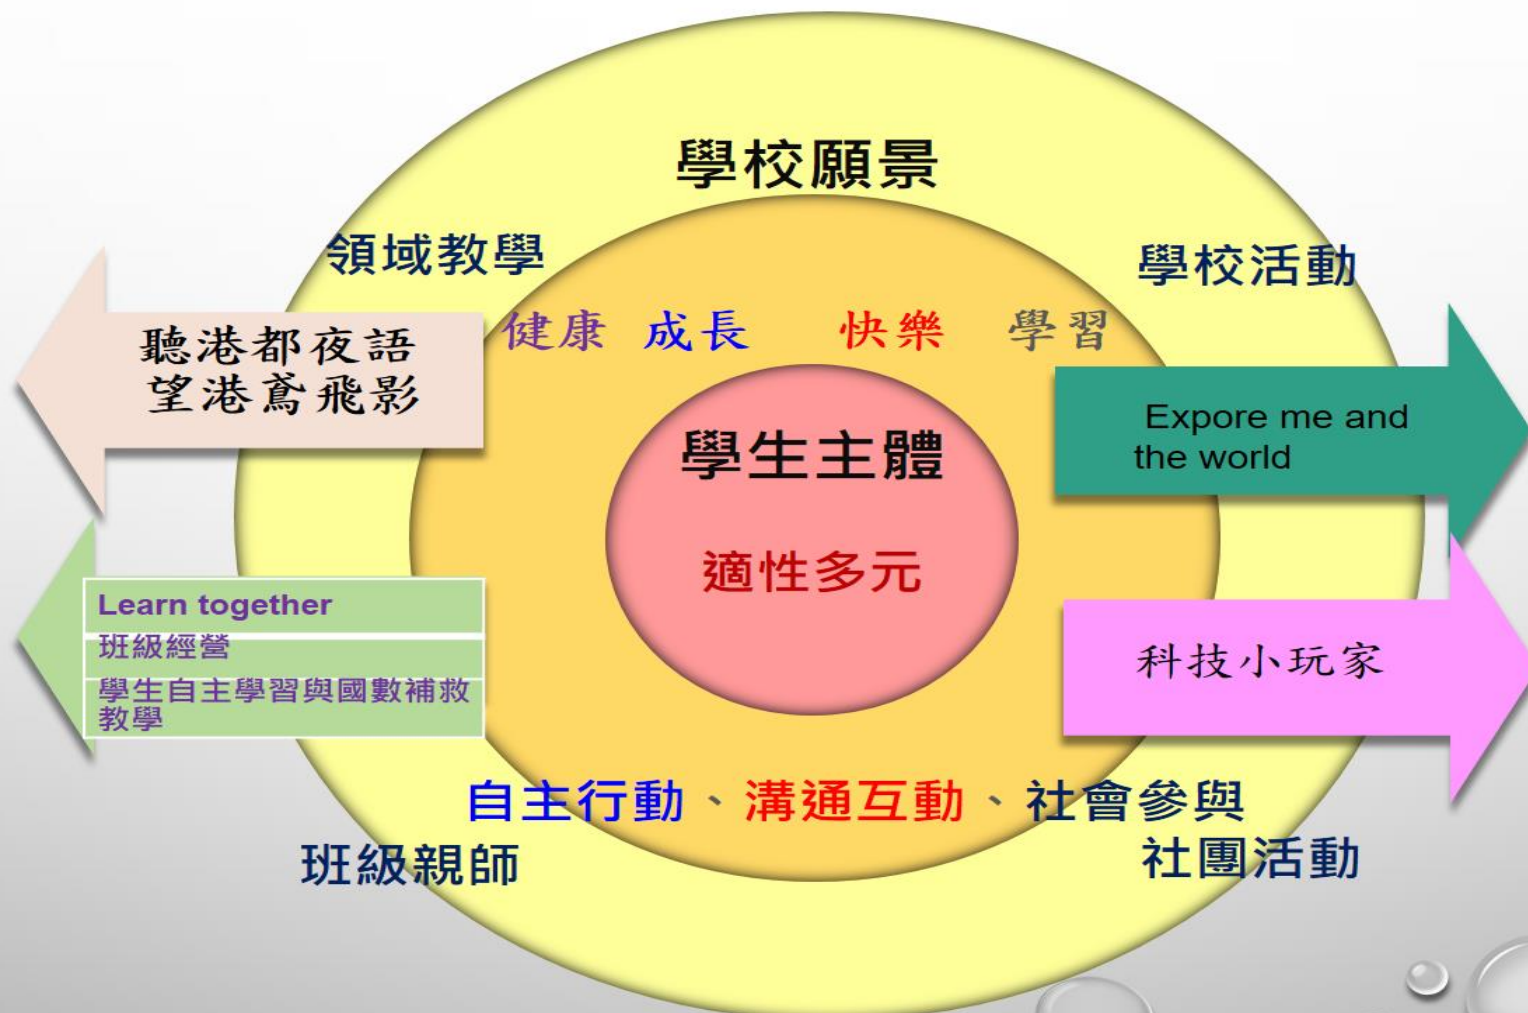 學校願景
領域教學
學校活動
健康 成長 快樂 學習
聽港都夜語
望港鳶飛影
Expore me and
the world
學生主體
適性多元
Learn together
班級經營
學生自主學習與國數補救
教學
科技小玩家
自主行動、溝通互動、社會參與
班級親師
社團活動